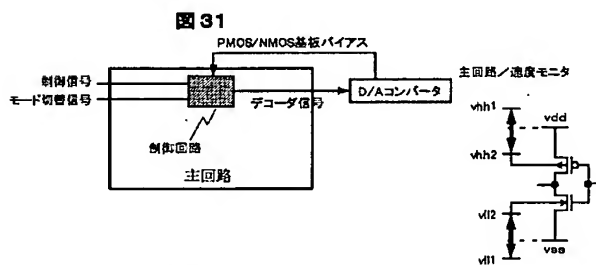 図31
PMOS/NMOS基板バイアス
制御信号
モード切替信号
デコーダ信号
D/Aコンバータ
制御回路
主回路
主回路／速度モニタ
vhh1
vdd
vhh2
vll2
vss
vll1